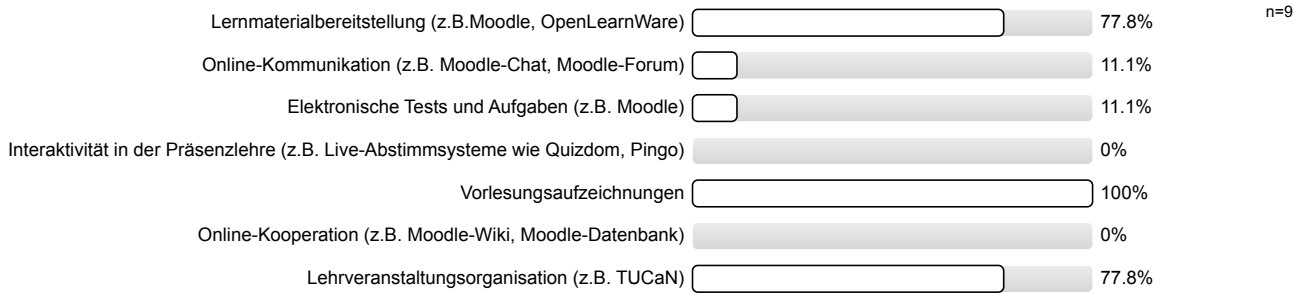 Lernmaterialbereitstellung (z.B.Moodle, OpenLearnWare) 77.8% n=9
Online-Kommunikation (z.B. Moodle-Chat, Moodle-Forum) 11.1%
Elektronische Tests und Aufgaben (z.B. Moodle) 11.1%
Interaktivität in der Präsenzlehre (z.B. Live-Abstimmsysteme wie Quizdom, Pingo) 0%
Vorlesungsaufzeichnungen 100%
Online-Kooperation (z.B. Moodle-Wiki, Moodle-Datenbank) 0%
Lehrveranstaltungsorganisation (z.B. TUCaN) 77.8%